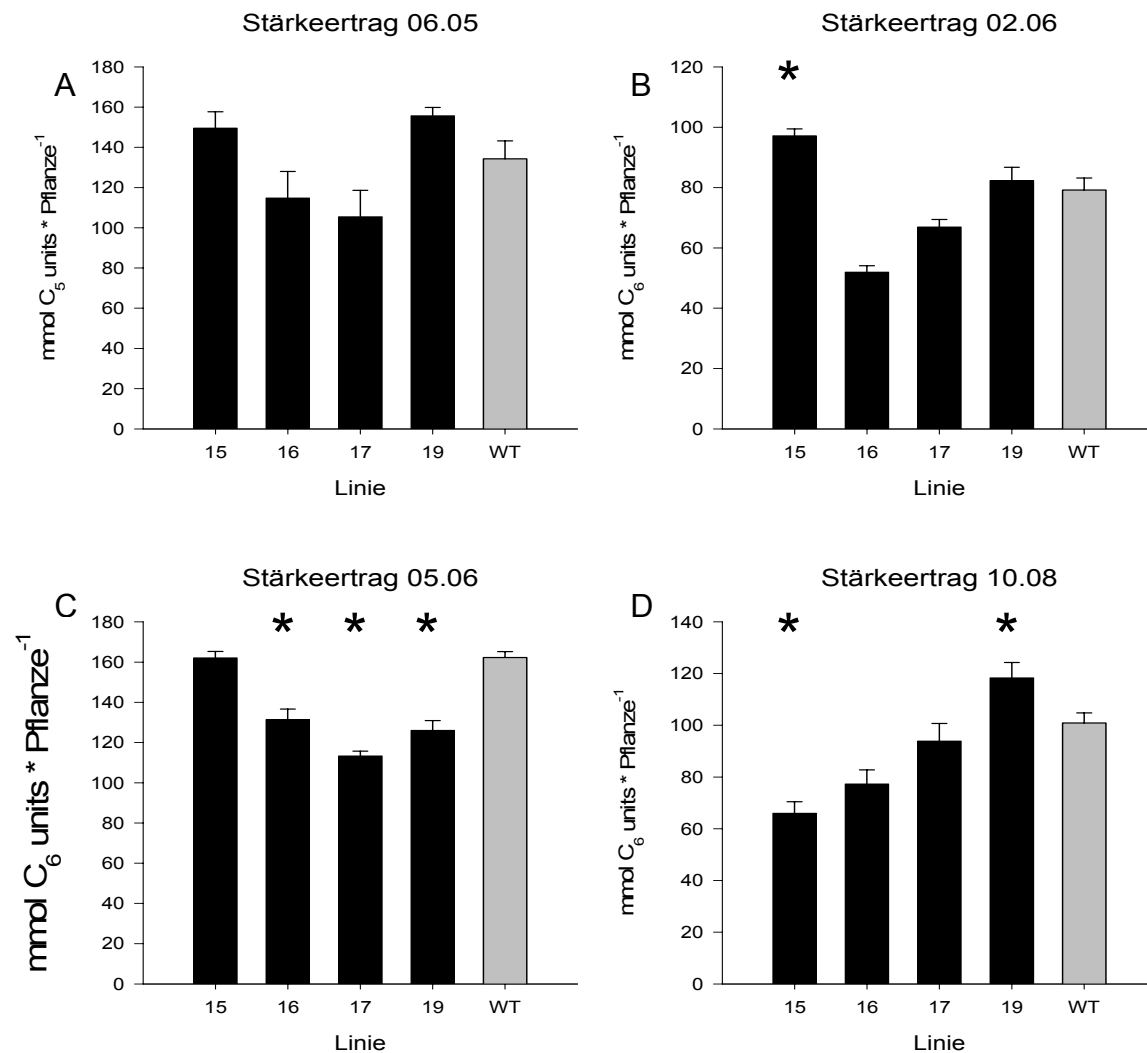 Stärkeertrag 06.05
A
180
160
140
120
100
80
60
40
20
0
mmol C5 units * Pflanze-1
15 16 17 19 WT
Linie
Stärkeertrag 02.06
B
*
120
100
80
60
40
20
0
mmol C6 units * Pflanze-1
15 16 17 19 WT
Linie
Stärkeertrag 05.06
C
* * *
180
160
140
120
100
80
60
40
20
0
mmol C6 units * Pflanze-1
15 16 17 19 WT
Linie
Stärkeertrag 10.08
D
* *
140
120
100
80
60
40
20
0
mmol C6 units * Pflanze-1
15 16 17 19 WT
Linie